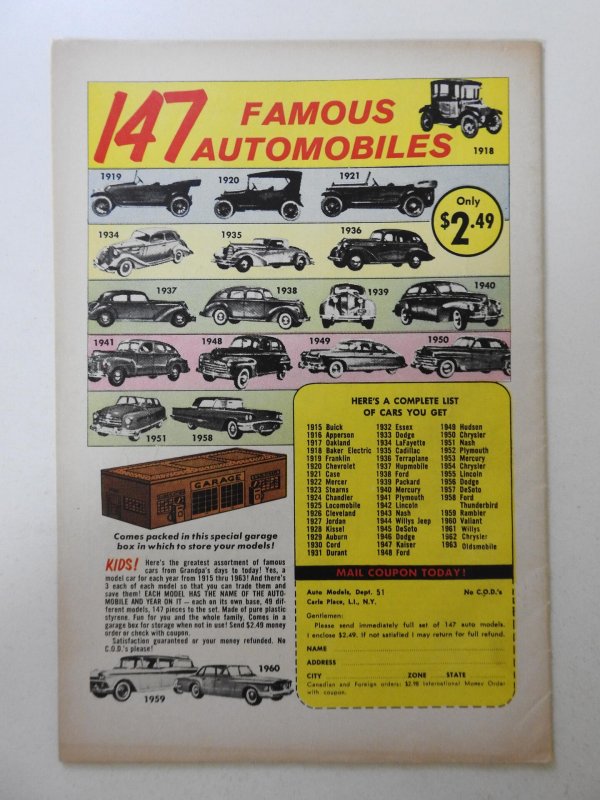 147 FAMOUS
AUTOMOBILES
1918
1919
1920
1921
Only
$2.49
1934
1935
1936
1937
1938
1939
1940
1941
1948
1949
1950
1951
1958
GARAGE
Comes packed in this special garage
box in which to store your models!
KIDS! Here's the greatest assortment of famous
cars from Grandpa's days to today! Yes, a
model car for each year from 1915 thru 1963! And there's
3 each of each model so that you can trade them and
save them! EACH MODEL HAS THE NAME OF THE AUTO-
MOBILE AND YEAR ON IT — each on its own base, 49 dif-
ferent models, 147 pieces to the set. Made of pure plastic
styrene. Fun for you and the whole family. Comes in a
garage box for storage when not in use! Send $2.49 money
order or check with coupon.
Satisfaction guaranteed or your money refunded. No
C.O.D.'s please!
1959
1960
HERE'S A COMPLETE LIST
OF CARS YOU GET
1915 Buick
1916 Apperson
1917 Oakland
1918 Baker Electric
1919 Franklin
1920 Chevrolet
1921 Case
1922 Mercer
1923 Stearns
1924 Chandler
1925 Locomobile
1926 Cleveland
1927 Jordan
1928 Kissel
1929 Auburn
1930 Cord
1931 Durant
1932 Essex
1933 Dodge
1934 LaFayette
1935 Cadillac
1936 Terraplane
1937 Hupmobile
1938 Ford
1939 Packard
1940 Mercury
1941 Plymouth
1942 Lincoln
1943 Nash
1944 Willys Jeep
1945 DeSoto
1946 Dodge
1947 Kaiser
1948 Ford
1949 Hudson
1950 Chrysler
1951 Nash
1952 Plymouth
1953 Mercury
1954 Chrysler
1955 Lincoln
1956 Dodge
1957 DeSoto
1958 Ford
Thunderbird
1959 Rambler
1960 Valiant
1961 Willys
1962 Chrysler
1963 Oldsmobile
MAIL COUPON TODAY!
Auto Models, Dept. 51 No C.O.D.'s
Carle Place, L.I., N.Y.
Gentlemen:
Please send immediately full set of 147 auto models.
I enclose $2.49. If not satisfied I may return for full refund.
NAME
ADDRESS
CITY ZONE STATE
Canadian and Foreign orders: $2.98 International Money Order
with coupon.